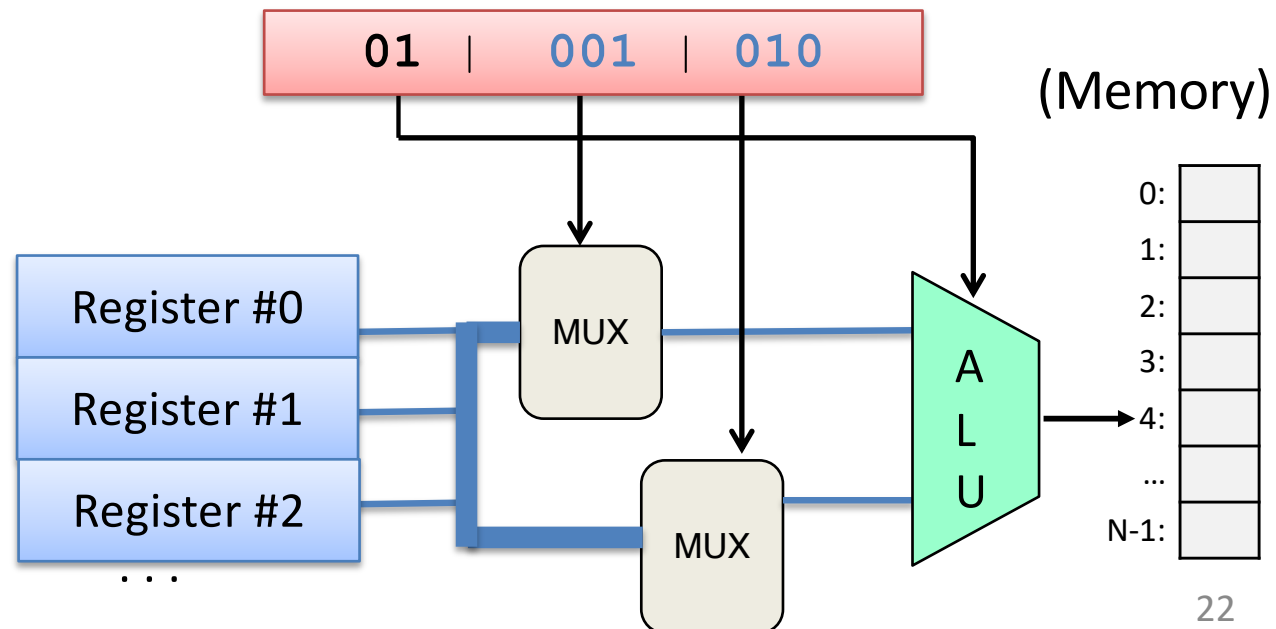 01 | 001 | 010
(Memory)
0:
1:
2:
3:
4:
…
N-1:
Register #0
Register #1
Register #2
. . .
MUX
MUX
A
L
U
22